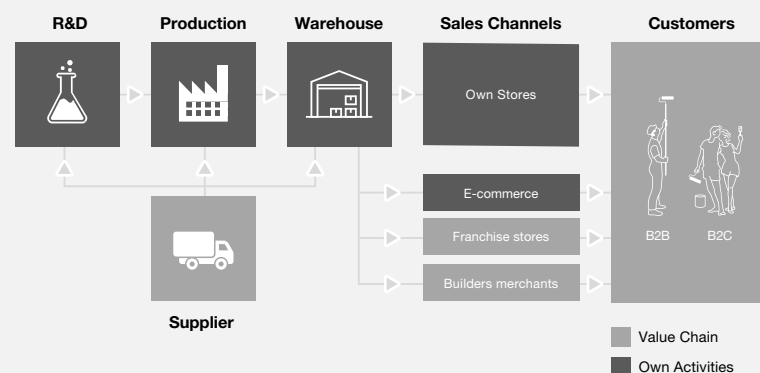 R&D
Production
Warehouse
Sales Channels
Customers
Own Stores
E-commerce
Franchise stores
Builders merchants
B2B
B2C
Supplier
Value Chain
Own Activities